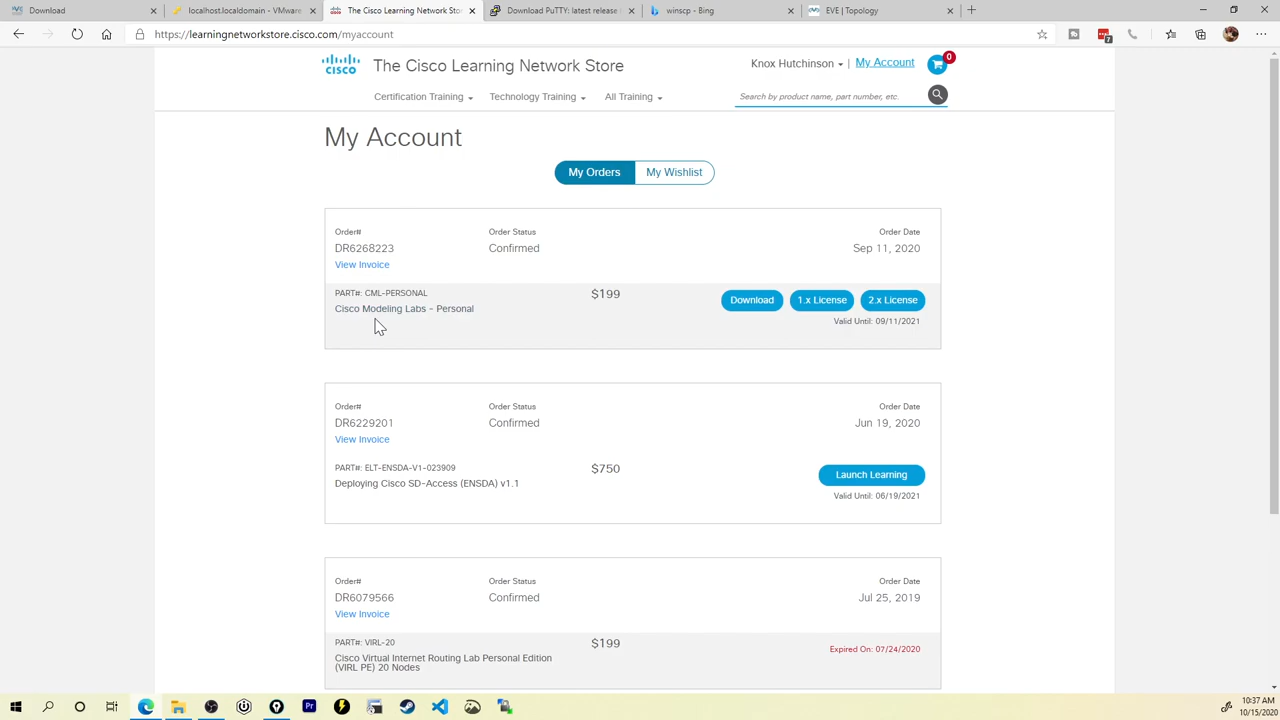 Download
localhost.localdomain - VMware
The Cisco Learning Network Stor
Download PuTTY: latest releases
winscp - Bing
EVE | Topology
https://learningnetworkstore.cisco.com/myaccount
7
CISCO
The Cisco Learning Network Store
Knox Hutchinson | My Account
0
Certification Training
Technology Training
All Training
Search by product name, part number, etc.
My Account
My Orders
My Wishlist
Order#
Order Status
Order Date
DR6268223
Confirmed
Sep 11, 2020
View Invoice
PART#: CML-PERSONAL
$199
Download
1.x License
2.x License
Cisco Modeling Labs - Personal
Valid Until: 09/11/2021
Order#
Order Status
Order Date
DR6229201
Confirmed
Jun 19, 2020
View Invoice
PART#: ELT-ENSDA-V1-023909
$750
Launch Learning
Deploying Cisco SD-Access (ENSDA) v1.1
Valid Until: 06/19/2021
Order#
Order Status
Order Date
DR6079566
Confirmed
Jul 25, 2019
View Invoice
PART#: VIRL-20
$199
Expired On: 07/24/2020
Cisco Virtual Internet Routing Lab Personal Edition
(VIRL PE) 20 Nodes
Pr
10:37 AM
10/15/2020